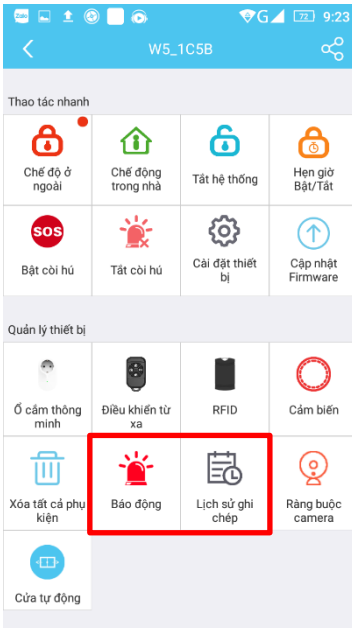 Zalo G 72 9:23
W5_1C5B
Thao tác nhanh
Chế độ ở
ngoài
Chế động
trong nhà
Tắt hệ thống
Hẹn giờ
Bật/Tắt
SOS
Bật còi hú
Tắt còi hú
Cài đặt thiết
bị
Cập nhật
Firmware
Quản lý thiết bị
Ổ cắm thông
minh
Điều khiển từ
xa
RFID
Cảm biến
Xóa tất cả phụ
kiện
Báo động
Lịch sử ghi
chép
Ràng buộc
camera
Cửa tự động